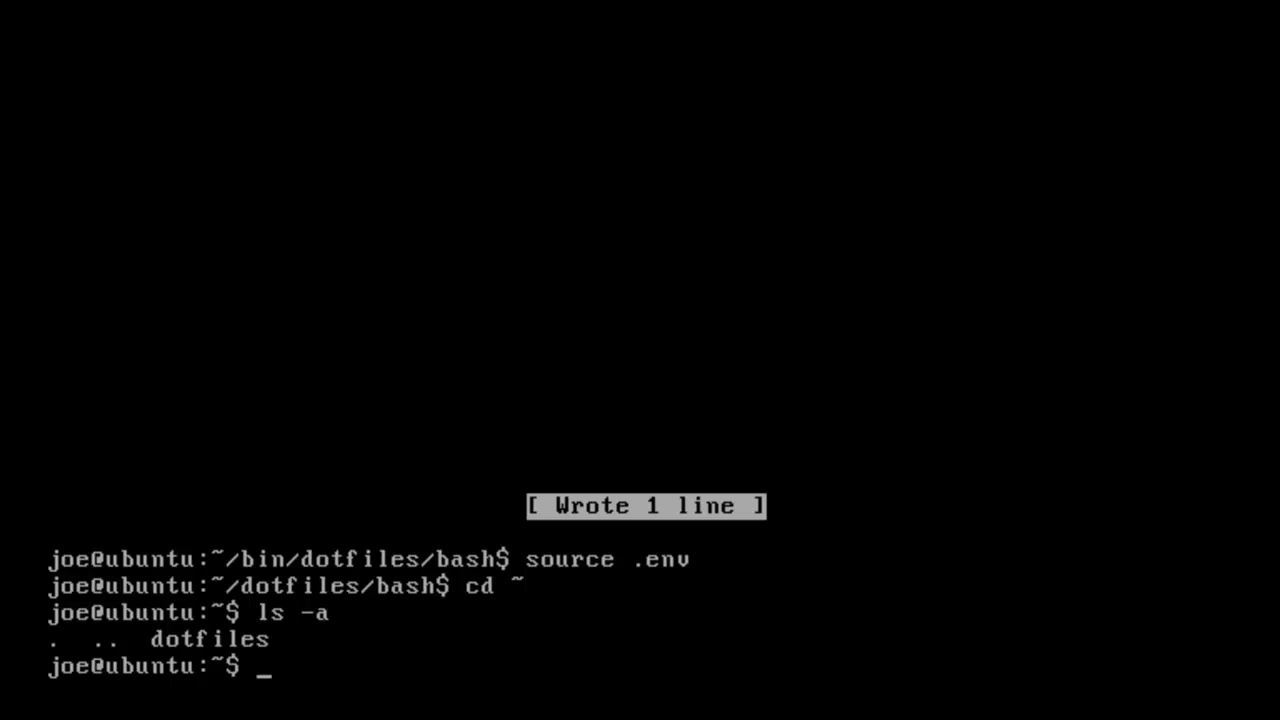 [ Wrote 1 line ]
joe@ubuntu:~/bin/dotfiles/bash$ source .env
joe@ubuntu:~/dotfiles/bash$ cd ~
joe@ubuntu:~$ ls -a
.  ..  dotfiles
joe@ubuntu:~$ _